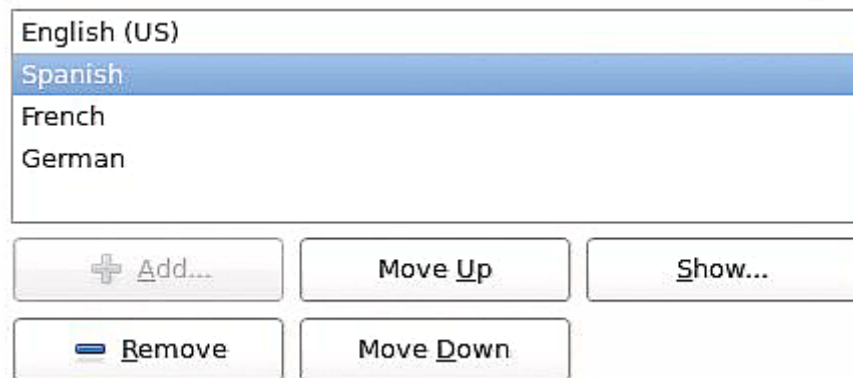 English (US)
Spanish
French
German
Add...
Move Up
Show...
Remove
Move Down